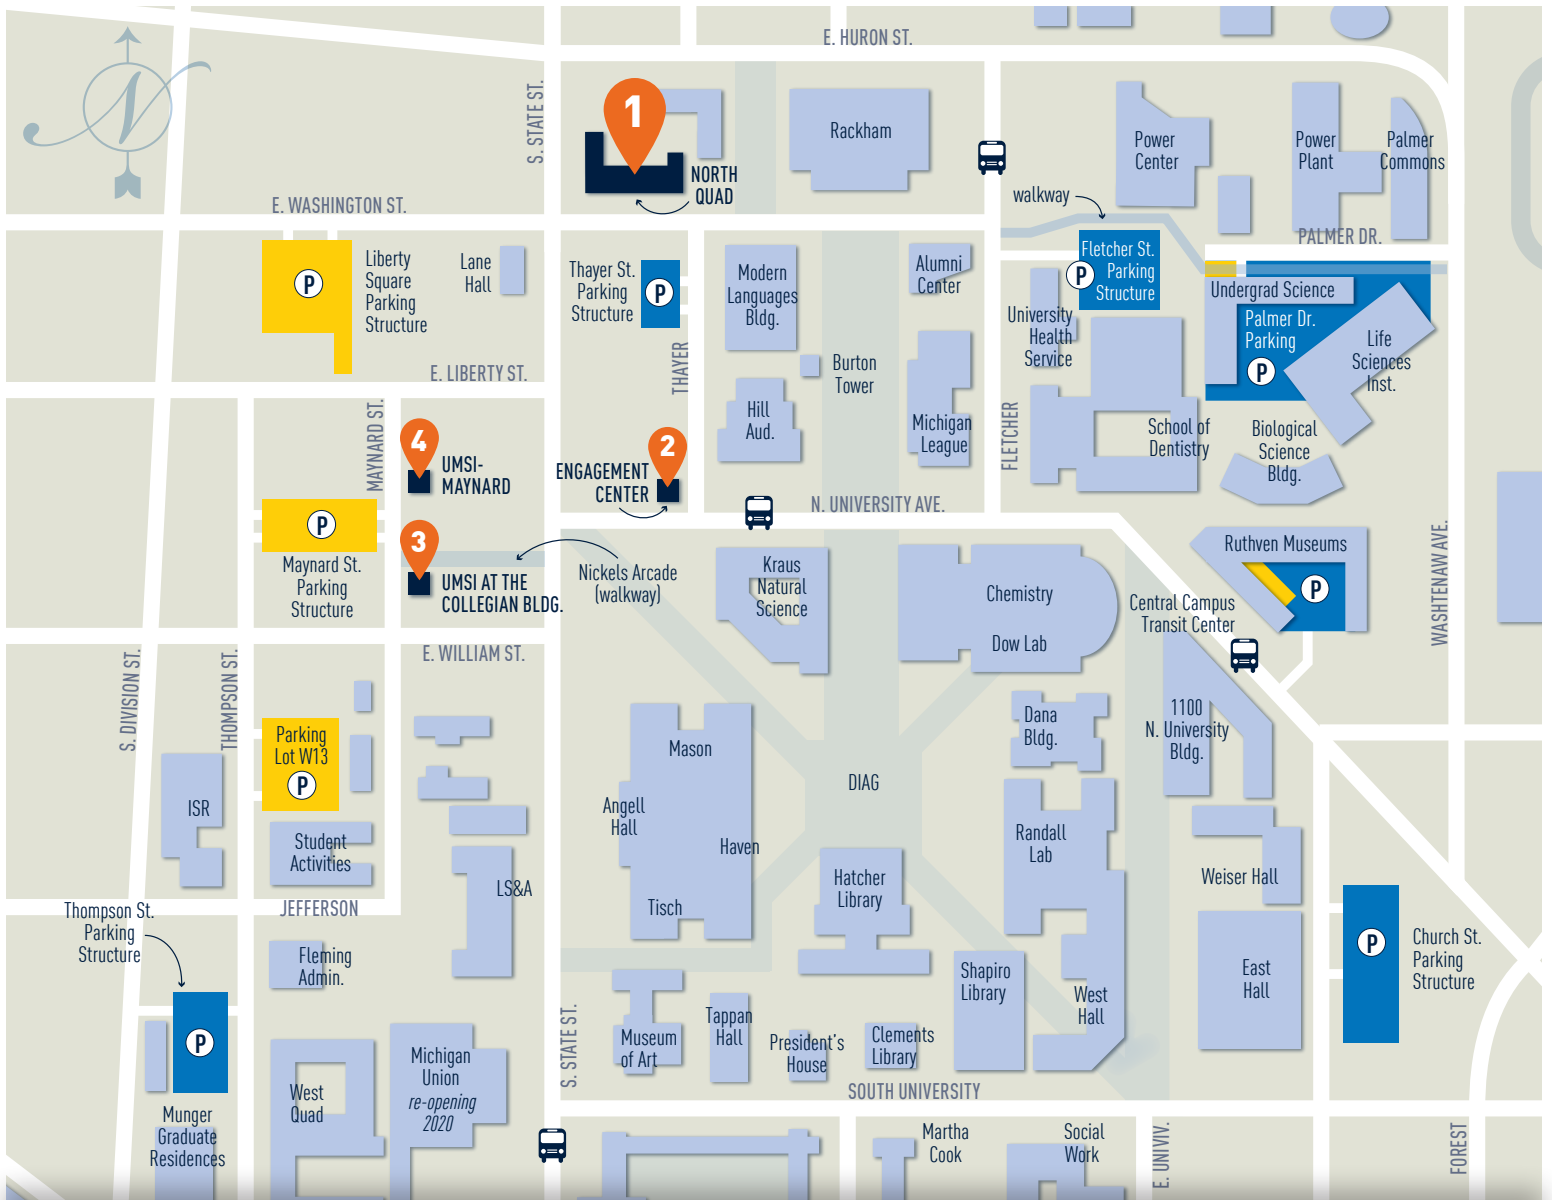 E. HURON ST.
N
S. STATE ST.
1
NORTH
QUAD
Rackham
Power
Center
Power
Plant
Palmer
Commons
walkway
E. WASHINGTON ST.
PALMER DR.
P
Liberty
Square
Parking
Structure
Lane
Hall
Thayer St.
Parking
Structure
P
Modern
Languages
Bldg.
Alumni
Center
Fletcher St.
Parking
Structure
P
Undergrad Science
Palmer Dr.
Parking
P
Life
Sciences
Inst.
University
Health
Service
E. LIBERTY ST.
THAYER
Burton
Tower
Hill
Aud.
Michigan
League
FLETCHER
School of
Dentistry
Biological
Science
Bldg.
MAYNARD ST.
4
UMSI-
MAYNARD
2
ENGAGEMENT
CENTER
N. UNIVERSITY AVE.
P
Maynard St.
Parking
Structure
3
UMSI AT THE
COLLEGIAN BLDG.
Nickels Arcade
(walkway)
Kraus
Natural
Science
Chemistry
Dow Lab
Ruthven Museums
P
Central Campus
Transit Center
WASHTENAW AVE.
E. WILLIAM ST.
S. DIVISION ST.
THOMPSON ST.
Parking
Lot W13
P
ISR
Student
Activities
LS&A
Mason
Angell
Hall
Haven
Tisch
DIAG
Dana
Bldg.
1100
N. University
Bldg.
Randall
Lab
Hatcher
Library
Weiser Hall
JEFFERSON
Thompson St.
Parking
Structure
P
Fleming
Admin.
Shapiro
Library
West
Hall
East
Hall
P
Church St.
Parking
Structure
S. STATE ST.
Museum
of Art
Tappan
Hall
President's
House
Clements
Library
Michigan
Union
re-opening
2020
West
Quad
Munger
Graduate
Residences
SOUTH UNIVERSITY
Martha
Cook
Social
Work
E. UNIVIV.
FOREST